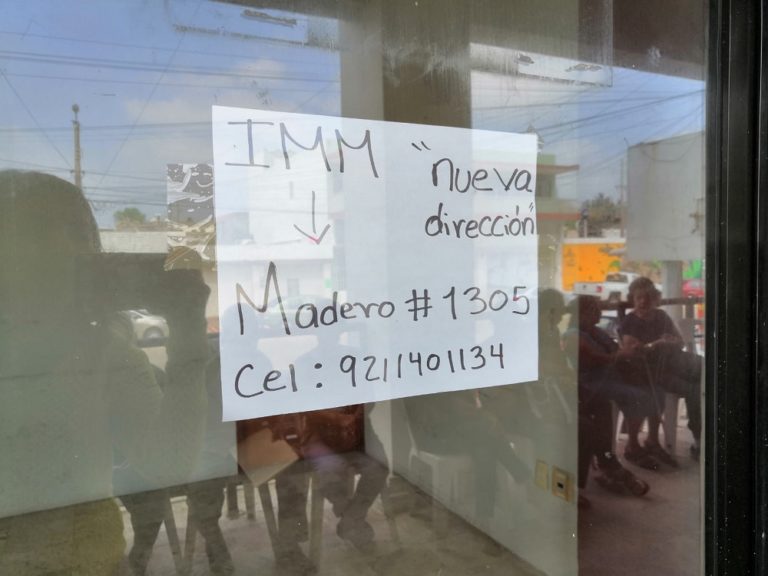 IMM "nueva
dirección"
Madero # 1305
Cel: 9211401134